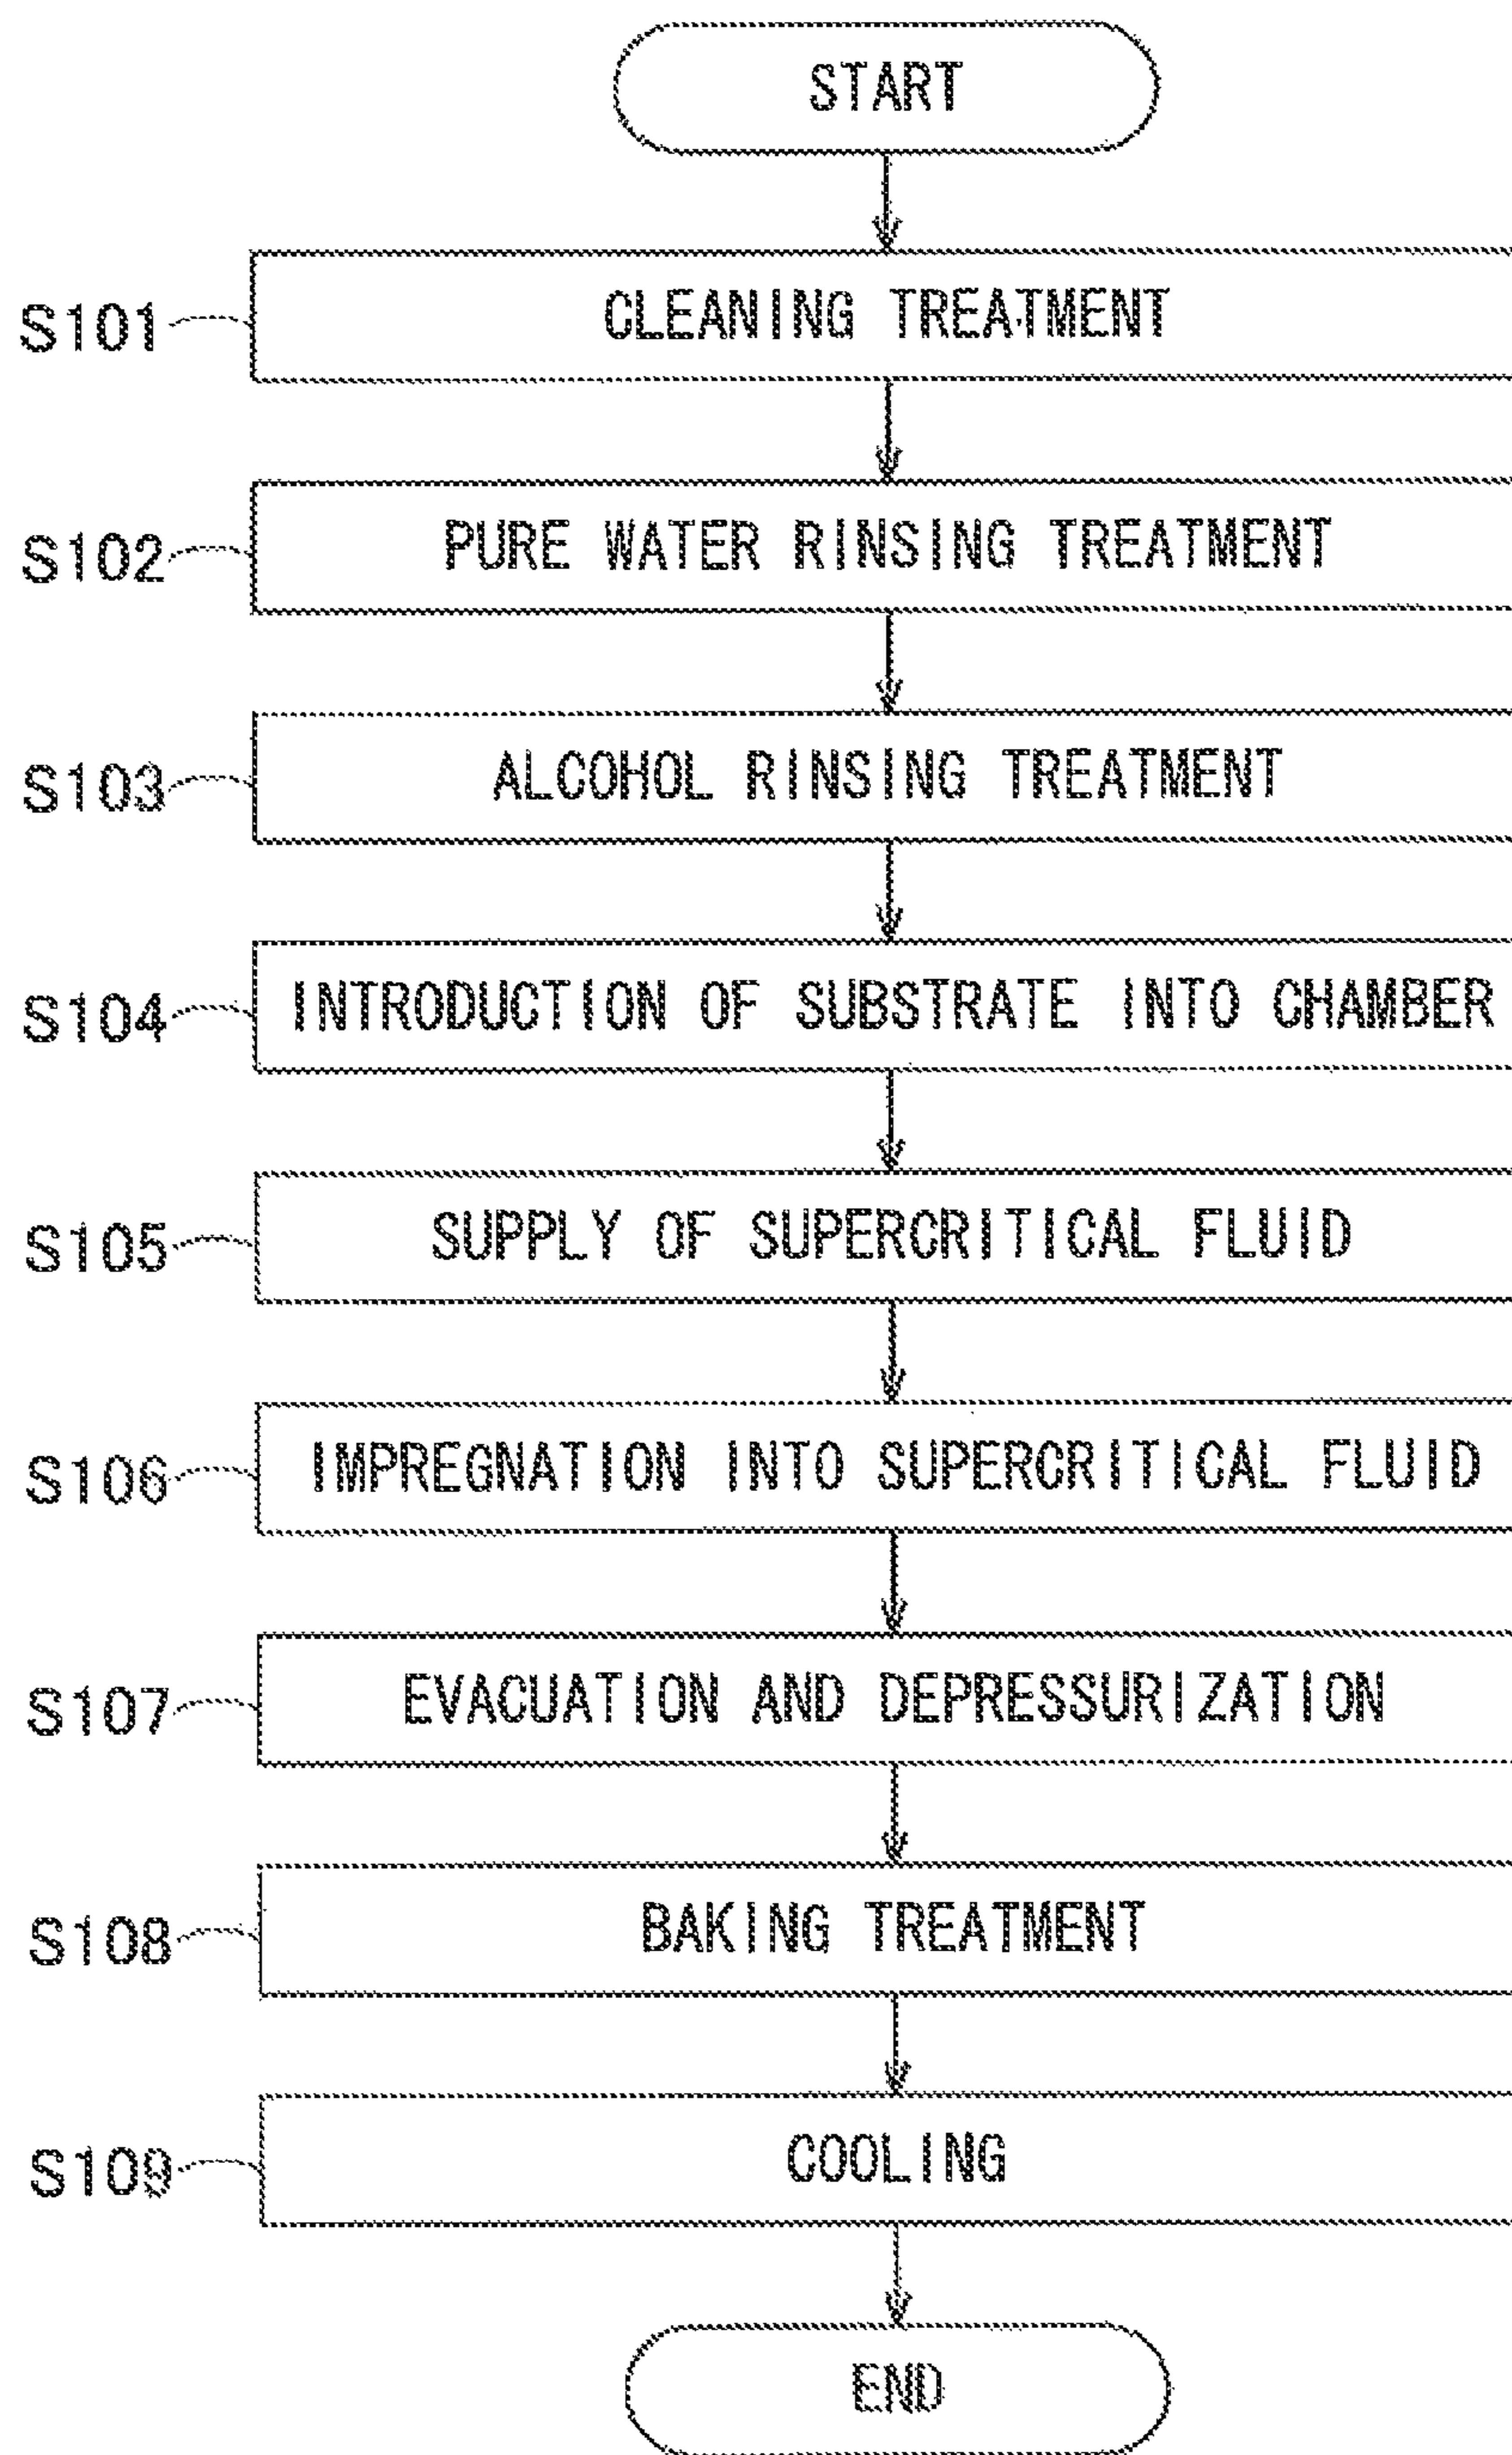 START
S101 CLEANING TREATMENT
S102 PURE WATER RINSING TREATMENT
S103 ALCOHOL RINSING TREATMENT
S104 INTRODUCTION OF SUBSTRATE INTO CHAMBER
S105 SUPPLY OF SUPERCRITICAL FLUID
S106 IMPREGNATION INTO SUPERCRITICAL FLUID
S107 EVACUATION AND DEPRESSURIZATION
S108 BAKING TREATMENT
S109 COOLING
END